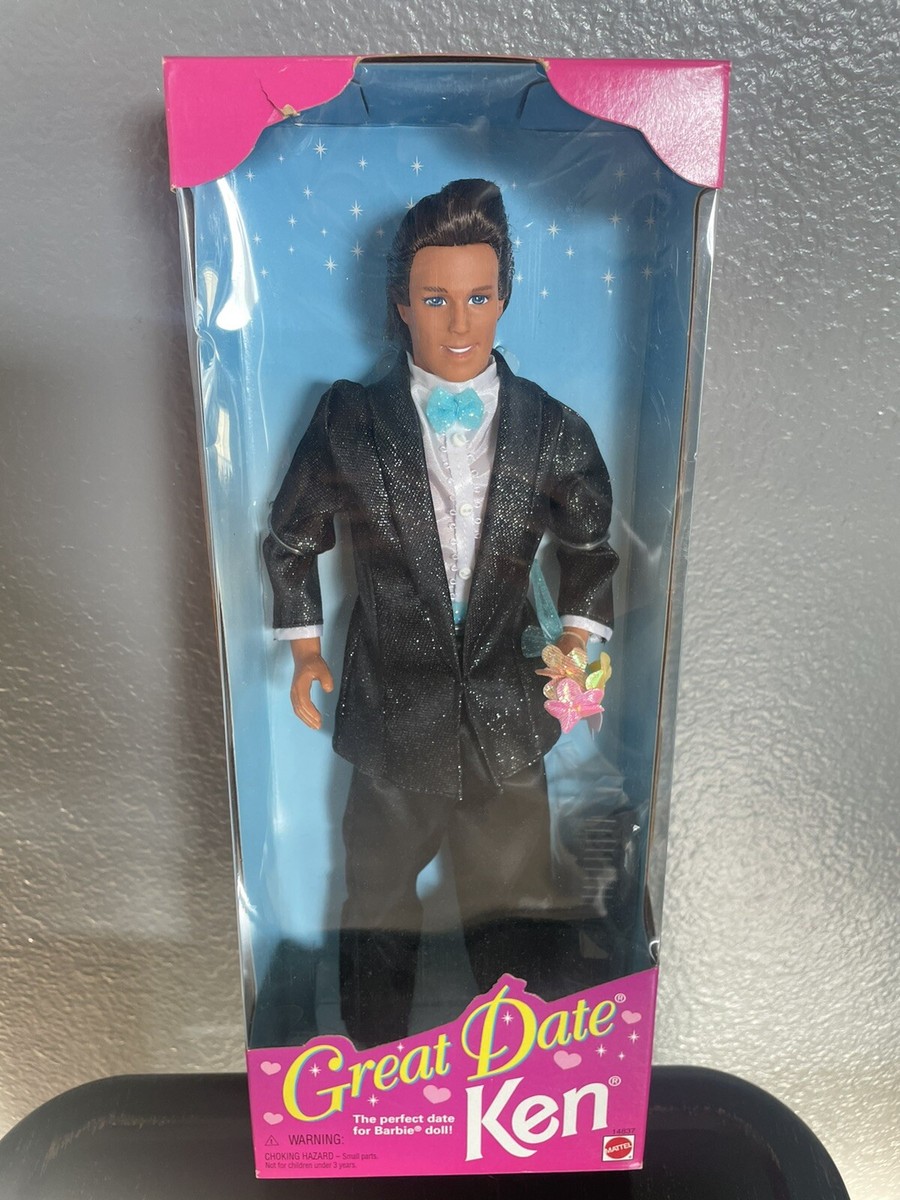 Great Date®
Ken®
The perfect date
for Barbie® doll!
⚠ WARNING:
CHOKING HAZARD – Small parts.
Not for children under 3 years.
14837
MATTEL